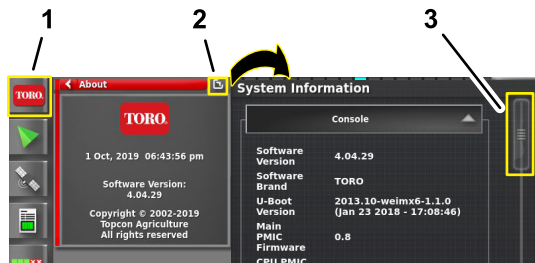 1
2
3
TORO.
About
TORO.
1 Oct, 2019 06:43:56 pm
Software Version:
4.04.29
Copyright © 2002-2019
Topcon Agriculture
All rights reserved
System Information
Console
Software
Version
4.04.29
Software
Brand
TORO
U-Boot
Version
2013.10-weimx6-1.1.0
(Jan 23 2018 - 17:08:46)
Main
PMIC
Firmware
0.8
CPU PMIC